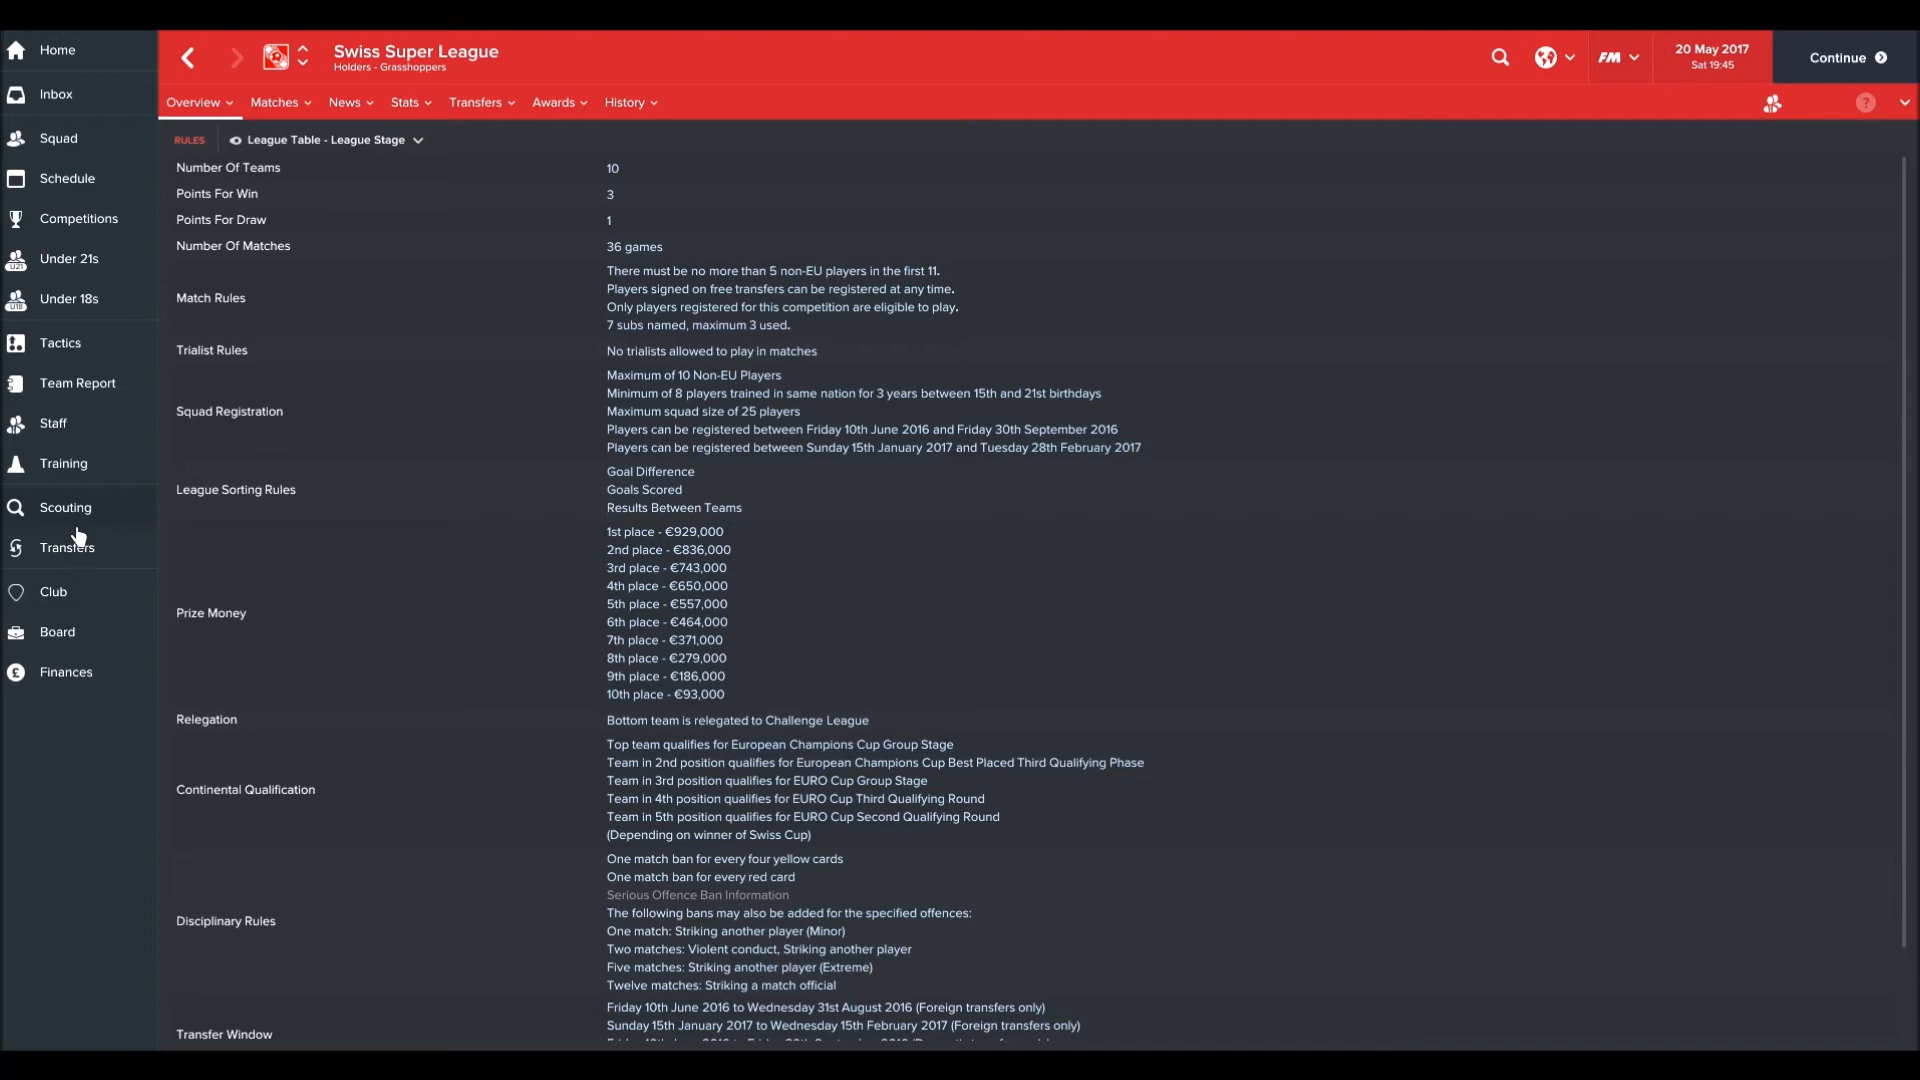 Home
Inbox
Squad
Schedule
Competitions
Under 21s
Under 18s
Tactics
Team Report
Staff
Training
Scouting
Transfers
Club
Board
Finances
Swiss Super League
Holders - Grasshoppers
FM
20 May 2017
Sat 19:45
Continue
Overview
Matches
News
Stats
Transfers
Awards
History
?
RULES
League Table - League Stage
Number Of Teams 10
Points For Win 3
Points For Draw 1
Number Of Matches 36 games
Match Rules
There must be no more than 5 non-EU players in the first 11.
Players signed on free transfers can be registered at any time.
Only players registered for this competition are eligible to play.
7 subs named, maximum 3 used.
Trialist Rules No trialists allowed to play in matches
Squad Registration
Maximum of 10 Non-EU Players
Minimum of 8 players trained in same nation for 3 years between 15th and 21st birthdays
Maximum squad size of 25 players
Players can be registered between Friday 10th June 2016 and Friday 30th September 2016
Players can be registered between Sunday 15th January 2017 and Tuesday 28th February 2017
League Sorting Rules
Goal Difference
Goals Scored
Results Between Teams
Prize Money
1st place - €929,000
2nd place - €836,000
3rd place - €743,000
4th place - €650,000
5th place - €557,000
6th place - €464,000
7th place - €371,000
8th place - €279,000
9th place - €186,000
10th place - €93,000
Relegation Bottom team is relegated to Challenge League
Continental Qualification
Top team qualifies for European Champions Cup Group Stage
Team in 2nd position qualifies for European Champions Cup Best Placed Third Qualifying Phase
Team in 3rd position qualifies for EURO Cup Group Stage
Team in 4th position qualifies for EURO Cup Third Qualifying Round
Team in 5th position qualifies for EURO Cup Second Qualifying Round
(Depending on winner of Swiss Cup)
Disciplinary Rules
One match ban for every four yellow cards
One match ban for every red card
Serious Offence Ban Information
The following bans may also be added for the specified offences:
One match: Striking another player (Minor)
Two matches: Violent conduct, Striking another player
Five matches: Striking another player (Extreme)
Twelve matches: Striking a match official
Transfer Window
Friday 10th June 2016 to Wednesday 31st August 2016 (Foreign transfers only)
Sunday 15th January 2017 to Wednesday 15th February 2017 (Foreign transfers only)